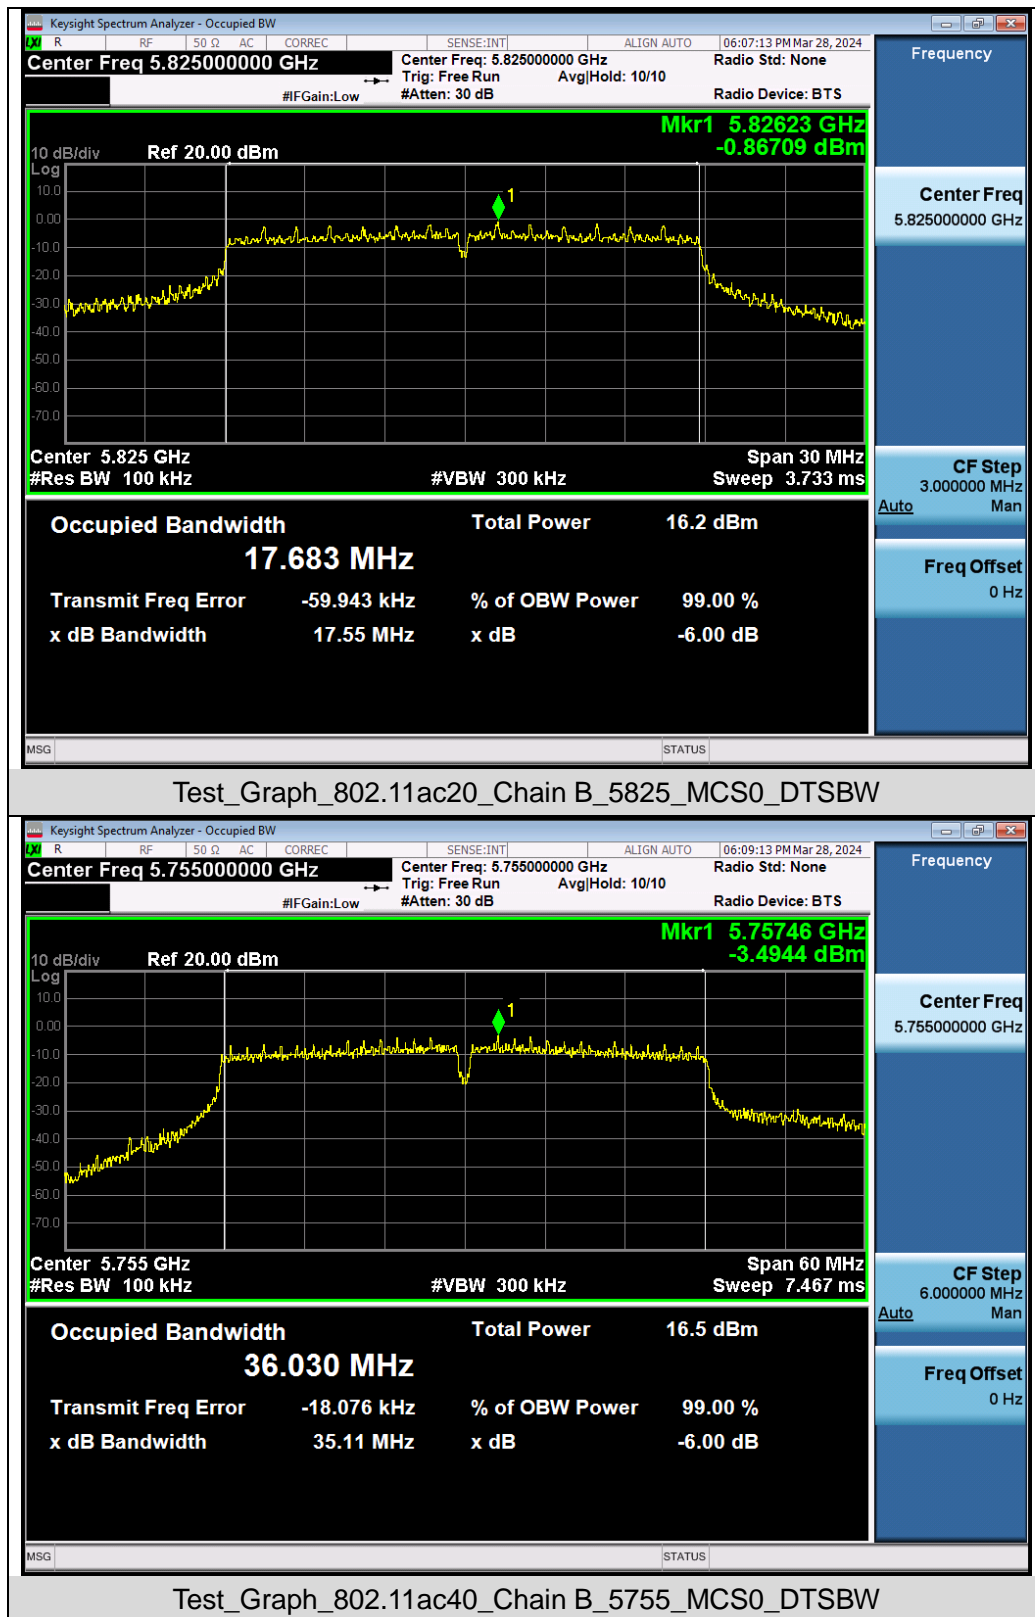 Keysight Spectrum Analyzer - Occupied BW
LXI R RF 50 Ω AC CORREC SENSE:INT ALIGN AUTO 06:07:13 PM Mar 28, 2024
Center Freq 5.825000000 GHz
Center Freq: 5.825000000 GHz
Radio Std: None
Trig: Free Run Avg|Hold: 10/10
#IFGain:Low
#Atten: 30 dB
Radio Device: BTS
Frequency
Mkr1 5.82623 GHz
-0.86709 dBm
10 dB/div Ref 20.00 dBm
Log
10.0
0.00
-10.0
-20.0
-30.0
-40.0
-50.0
-60.0
-70.0
1
Center Freq
5.825000000 GHz
Center 5.825 GHz Span 30 MHz
#Res BW 100 kHz #VBW 300 kHz Sweep 3.733 ms
CF Step
3.000000 MHz
Auto Man
Freq Offset
0 Hz
Occupied Bandwidth Total Power 16.2 dBm
17.683 MHz
Transmit Freq Error -59.943 kHz % of OBW Power 99.00 %
x dB Bandwidth 17.55 MHz x dB -6.00 dB
MSG STATUS
Test_Graph_802.11ac20_Chain B_5825_MCS0_DTSBW
Keysight Spectrum Analyzer - Occupied BW
LXI R RF 50 Ω AC CORREC SENSE:INT ALIGN AUTO 06:09:13 PM Mar 28, 2024
Center Freq 5.755000000 GHz
Center Freq: 5.755000000 GHz
Radio Std: None
Trig: Free Run Avg|Hold: 10/10
#IFGain:Low
#Atten: 30 dB
Radio Device: BTS
Frequency
Mkr1 5.75746 GHz
-3.4944 dBm
10 dB/div Ref 20.00 dBm
Log
10.0
0.00
-10.0
-20.0
-30.0
-40.0
-50.0
-60.0
-70.0
1
Center Freq
5.755000000 GHz
Center 5.755 GHz Span 60 MHz
#Res BW 100 kHz #VBW 300 kHz Sweep 7.467 ms
CF Step
6.000000 MHz
Auto Man
Freq Offset
0 Hz
Occupied Bandwidth Total Power 16.5 dBm
36.030 MHz
Transmit Freq Error -18.076 kHz % of OBW Power 99.00 %
x dB Bandwidth 35.11 MHz x dB -6.00 dB
MSG STATUS
Test_Graph_802.11ac40_Chain B_5755_MCS0_DTSBW